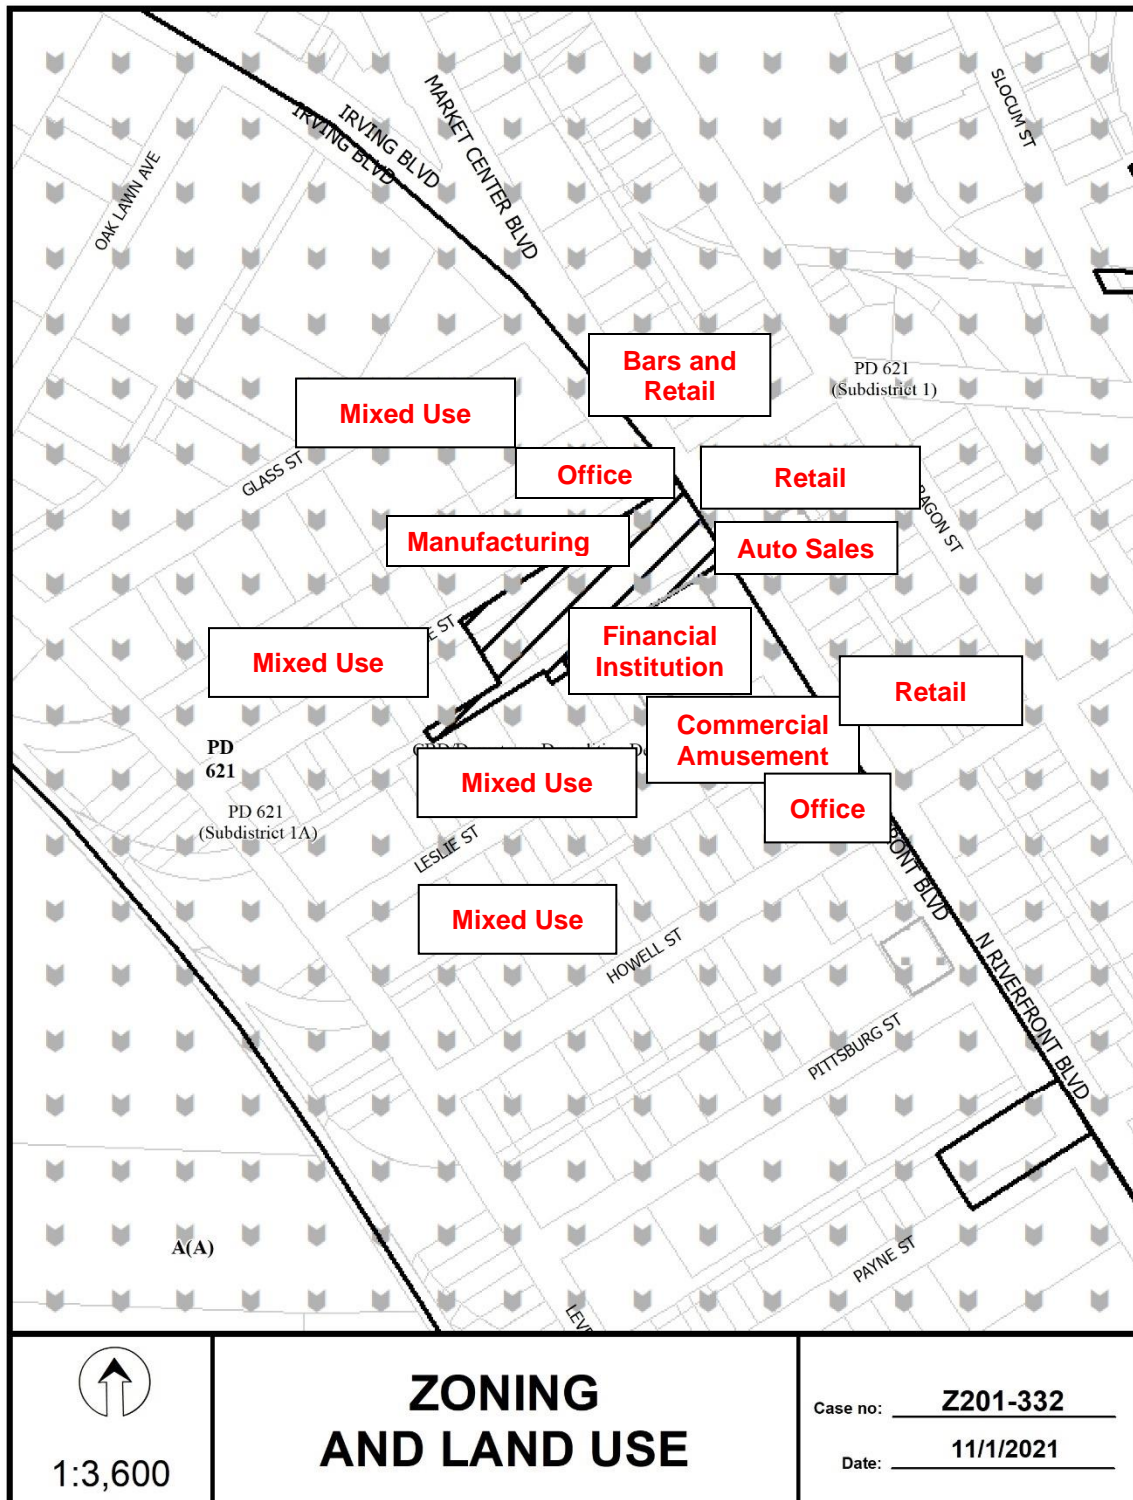 MARKET CENTER BLVD
SLOCUM ST
IRVING BLVD
IRVING BLVD
OAK LAWN AVE
Bars and
Retail
PD 621
(Subdistrict 1)
Mixed Use
GLASS ST
Office
Retail
Manufacturing
Auto Sales
ST
Mixed Use
Financial
Institution
Retail
PD
621
Commercial
Amusement
Mixed Use
Office
PD 621
(Subdistrict 1A)
LESLIE ST
BLVD
Mixed Use
HOWELL ST
N RIVERFRONT BLVD
PITTSBURG ST
A(A)
PAYNE ST
1:3,600
ZONING
AND LAND USE
Case no: Z201-332
Date: 11/1/2021